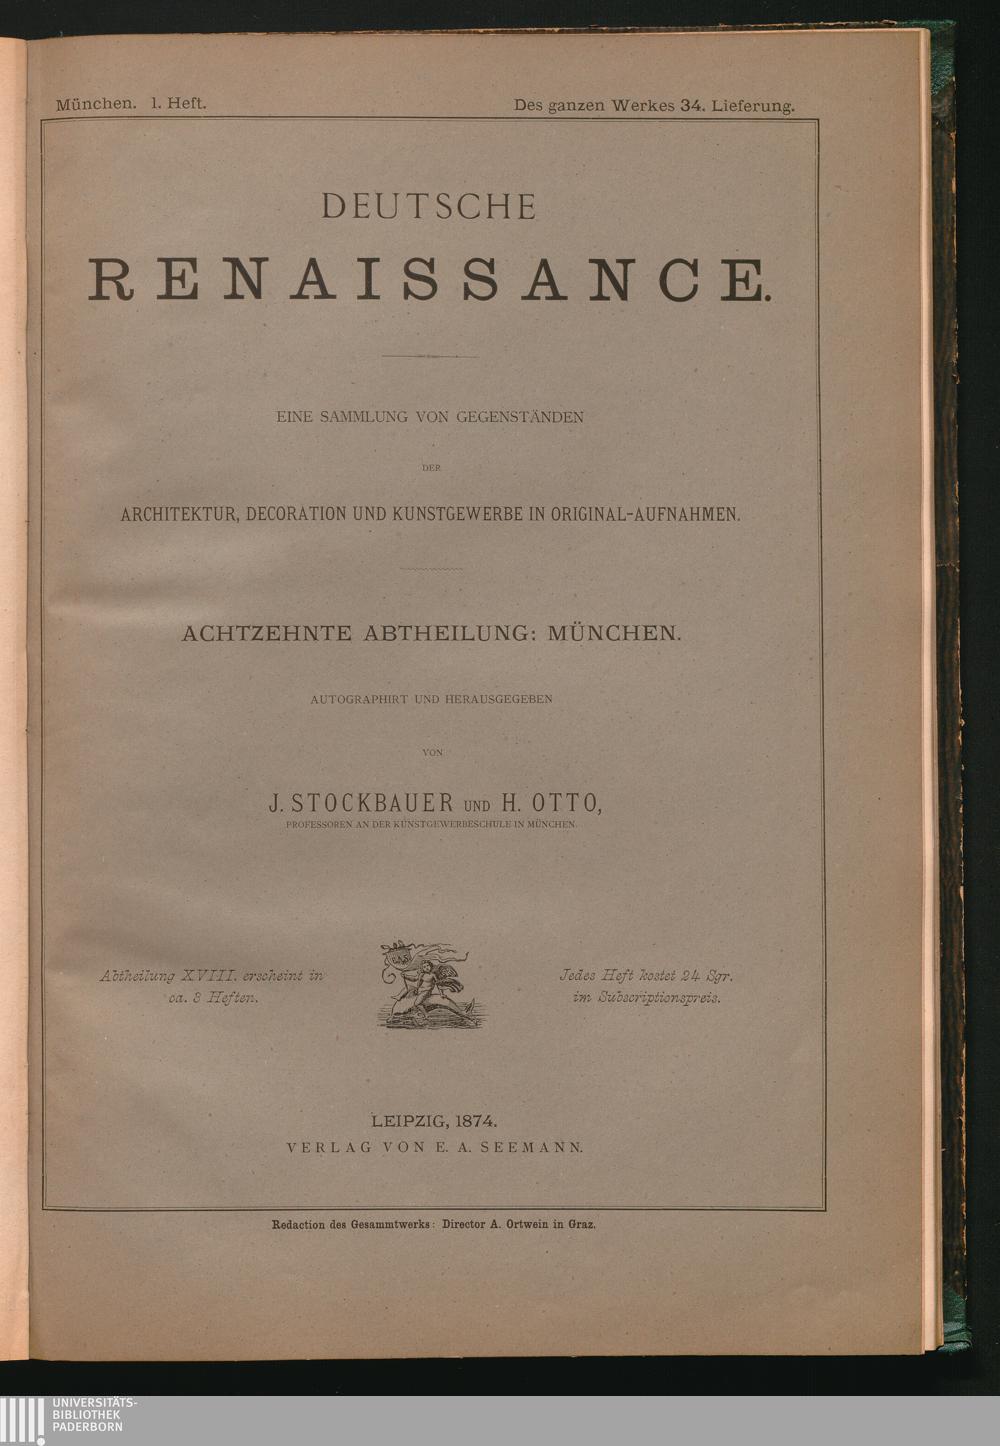 München. 1. Heft.
Des ganzen Werkes 34. Lieferung.
DEUTSCHE
RENAISSANCE.
EINE SAMMLUNG VON GEGENSTÄNDEN
DER
ARCHITEKTUR, DECORATION UND KUNSTGEWERBE IN ORIGINAL-AUFNAHMEN.
ACHTZEHNTE ABTHEILUNG: MÜNCHEN.
AUTOGRAPHIRT UND HERAUSGEGEBEN
VON
J. STOCKBAUER UND H. OTTO,
PROFESSOREN AN DER KUNSTGEWERBESCHULE IN MÜNCHEN.
Abtheilung XVIII. erscheint in
ca. 3 Heften.
Jedes Heft kostet 24 Sgr.
im Subscriptionspreis.
LEIPZIG, 1874.
VERLAG VON E. A. SEEMANN.
Redaction des Gesammtwerks: Director A. Ortwein in Graz.
UNIVERSITÄTS-
BIBLIOTHEK
PADERBORN